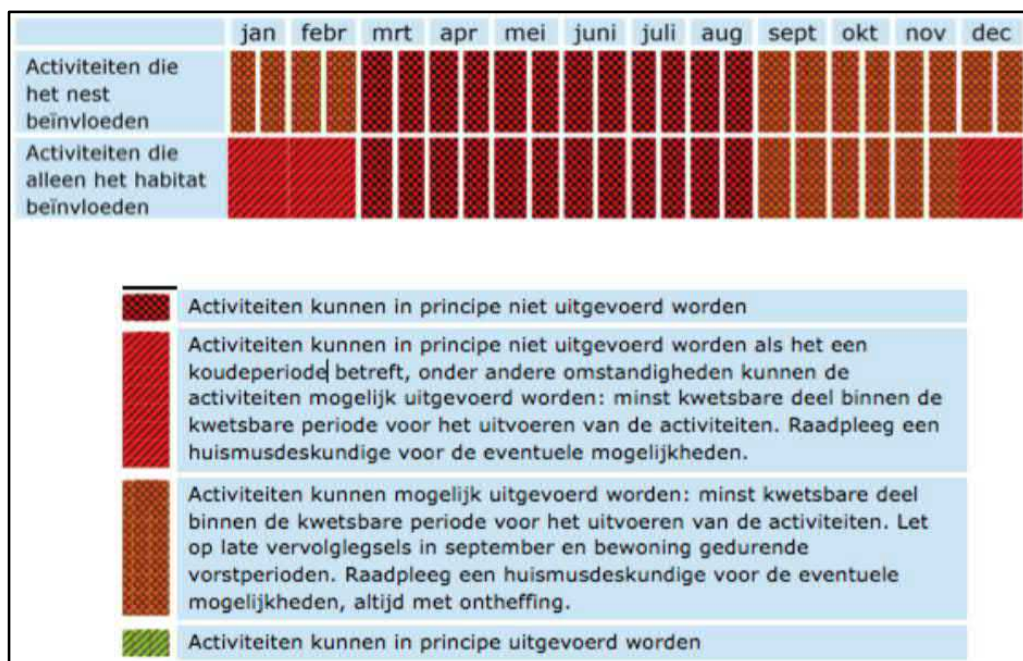 jan febr mrt apr mei juni juli aug sept okt nov dec
Activiteiten die
het nest
beïnvloeden
Activiteiten die
alleen het habitat
beïnvloeden
Activiteiten kunnen in principe niet uitgevoerd worden
Activiteiten kunnen in principe niet uitgevoerd worden als het een
koudeperiode betreft, onder andere omstandigheden kunnen de
activiteiten mogelijk uitgevoerd worden: minst kwetsbare deel binnen de
kwetsbare periode voor het uitvoeren van de activiteiten. Raadpleeg een
huismusdeskundige voor de eventuele mogelijkheden.
Activiteiten kunnen mogelijk uitgevoerd worden: minst kwetsbare deel
binnen de kwetsbare periode voor het uitvoeren van de activiteiten. Let
op late vervolglegsels in september en bewoning gedurende
vorstperioden. Raadpleeg een huismusdeskundige voor de eventuele
mogelijkheden, altijd met ontheffing.
Activiteiten kunnen in principe uitgevoerd worden